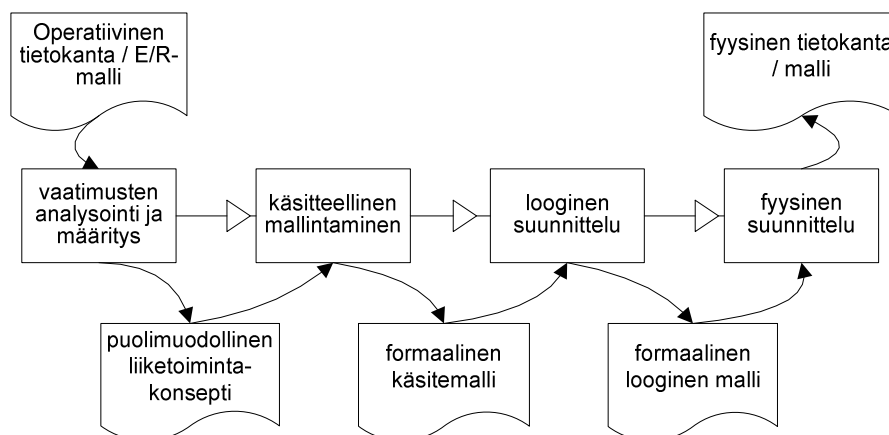 Operatiivinen
tietokanta / E/R-
malli
fyysinen tietokanta
/ malli
vaatimusten
analysointi ja
määritys
käsitteellinen
mallintaminen
looginen
suunnittelu
fyysinen
suunnittelu
puolimuodollinen
liiketoiminta-
konsepti
formaalinen
käsitemalli
formaalinen
looginen malli